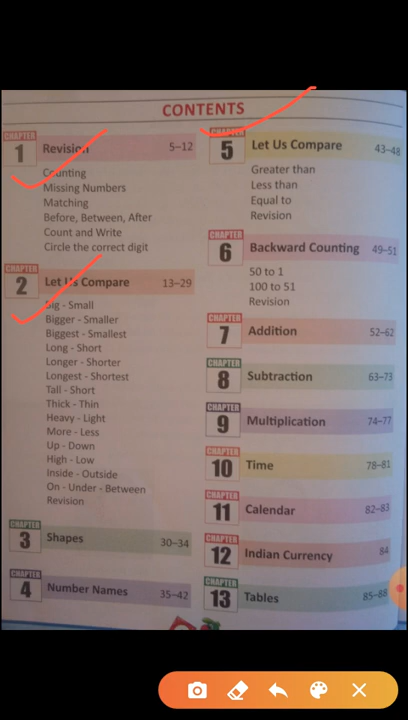 CONTENTS
CHAPTER
1 Revision 5–12
Counting
Missing Numbers
Matching
Before, Between, After
Count and Write
Circle the correct digit
CHAPTER
2 Let Us Compare 13–29
Big - Small
Bigger - Smaller
Biggest - Smallest
Long - Short
Longer - Shorter
Longest - Shortest
Tall - Short
Thick - Thin
Heavy - Light
More - Less
Up - Down
High - Low
Inside - Outside
On - Under - Between
Revision
CHAPTER
3 Shapes 30–34
CHAPTER
4 Number Names 35–42
CHAPTER
5 Let Us Compare 43–48
Greater than
Less than
Equal to
Revision
CHAPTER
6 Backward Counting 49–51
50 to 1
100 to 51
Revision
CHAPTER
7 Addition 52–62
CHAPTER
8 Subtraction 63–73
CHAPTER
9 Multiplication 74–77
CHAPTER
10 Time 78–81
CHAPTER
11 Calendar 82–83
CHAPTER
12 Indian Currency 84
CHAPTER
13 Tables 85–88